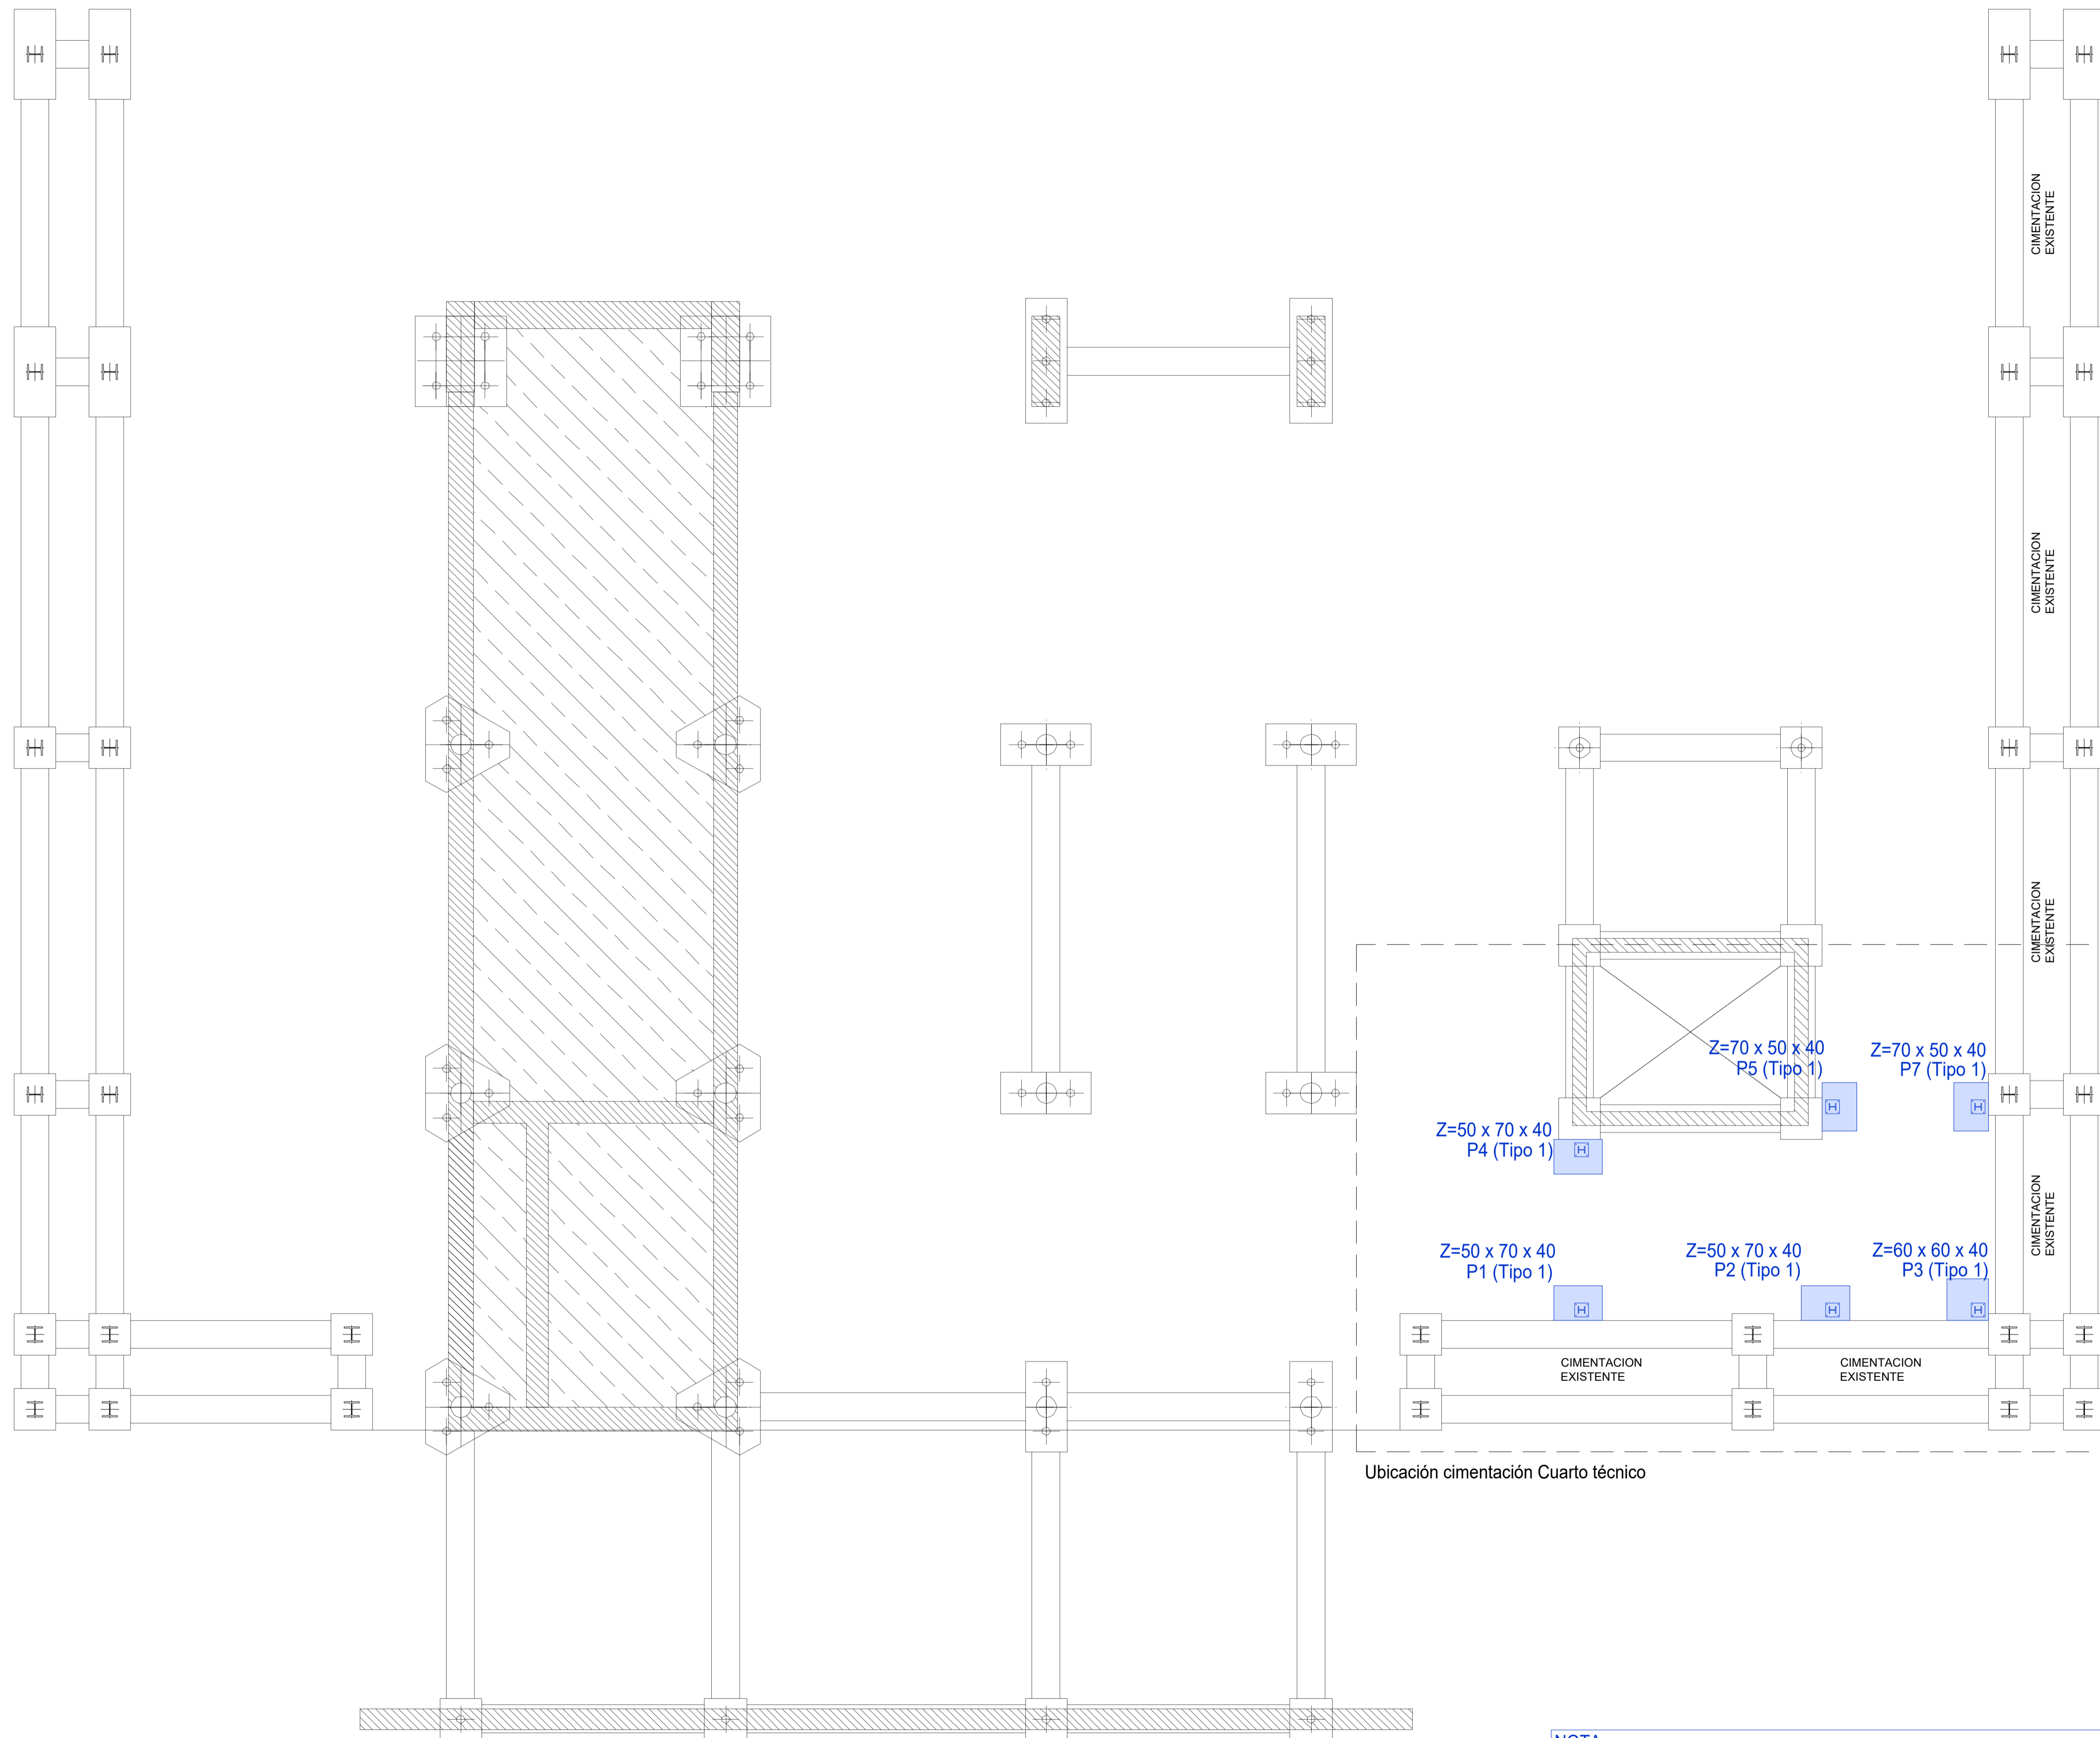 CIMENTACION
EXISTENTE
CIMENTACION
EXISTENTE
CIMENTACION
EXISTENTE
Z=70 x 50 x 40
P5 (Tipo 1)
Z=70 x 50 x 40
P7 (Tipo 1)
Z=50 x 70 x 40
P4 (Tipo 1)
CIMENTACION
EXISTENTE
Z=50 x 70 x 40
P1 (Tipo 1)
Z=50 x 70 x 40
P2 (Tipo 1)
Z=60 x 60 x 40
P3 (Tipo 1)
CIMENTACION
EXISTENTE
CIMENTACION
EXISTENTE
Ubicación cimentación Cuarto técnico
NOTA